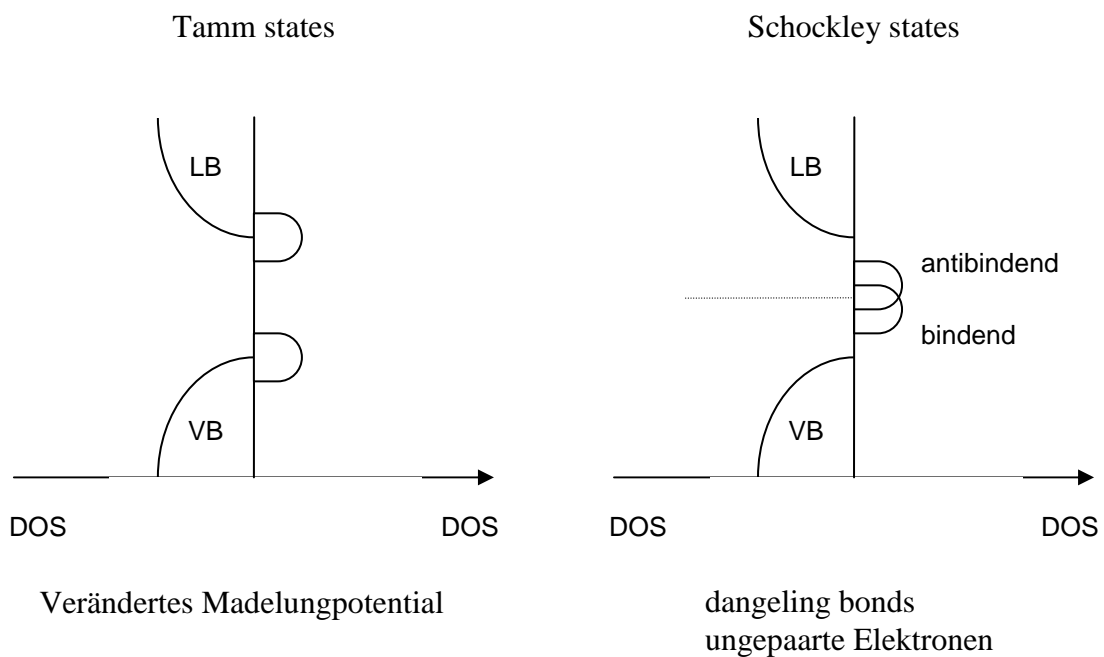 Tamm states
Schockley states
LB
LB
antibindend
bindend
VB
VB
DOS
DOS
DOS
DOS
Verändertes Madelungpotential
dangeling bonds
ungepaarte Elektronen